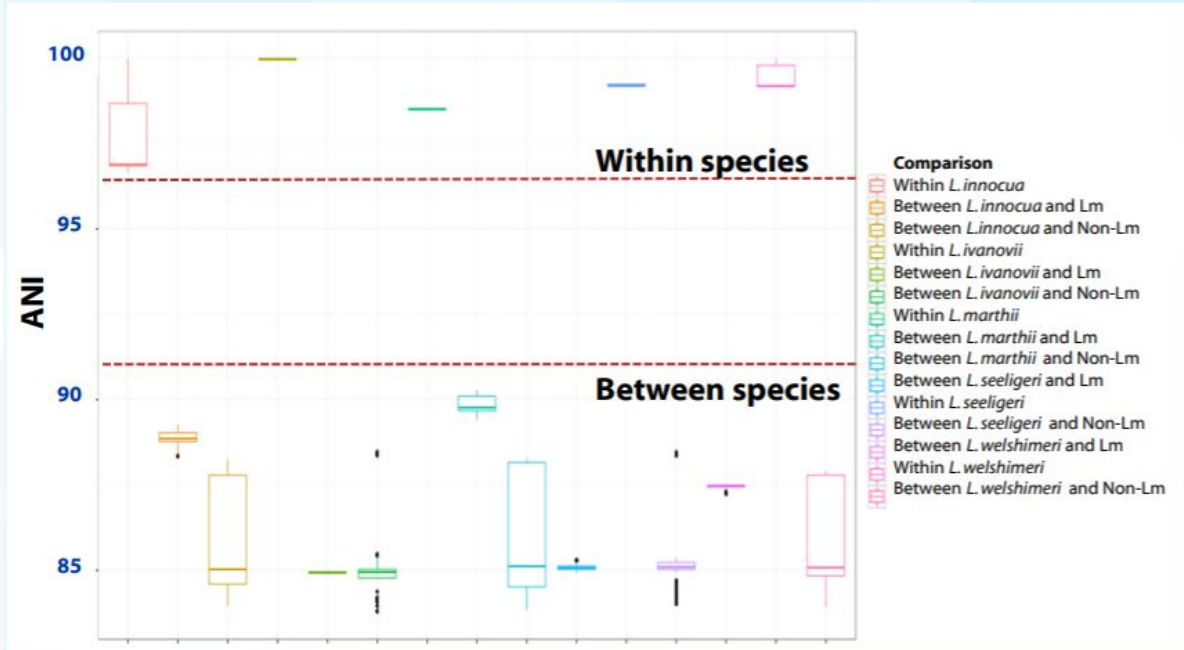 100
95
90
85
ANI
Within species
Between species
Comparison
Within L. innocua
Between L. innocua and Lm
Between L.innocua and Non-Lm
Within L. ivanovii
Between L. ivanovii and Lm
Between L. ivanovii and Non-Lm
Within L. marthii
Between L. marthii and Lm
Between L. marthii and Non-Lm
Between L. seeligeri and Lm
Within L. seeligeri
Between L. seeligeri and Non-Lm
Between L. welshimeri and Lm
Within L. welshimeri
Between L. welshimeri and Non-Lm